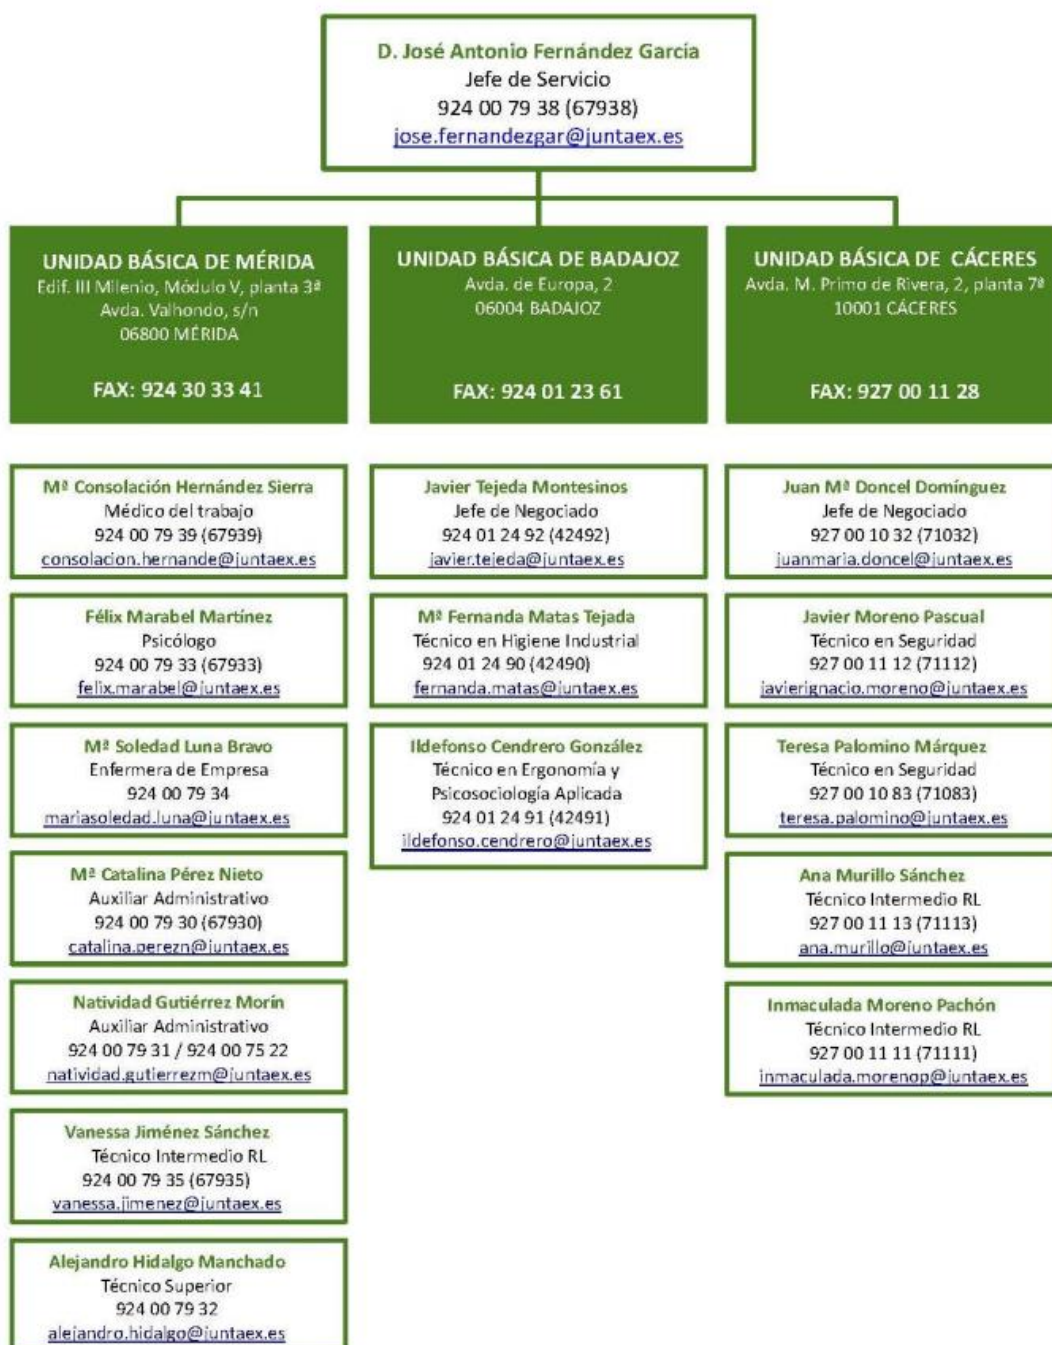 D. José Antonio Fernández García
Jefe de Servicio
924 00 79 38 (67938)
jose.fernandezgar@juntaex.es
UNIDAD BÁSICA DE MÉRIDA
Edif. III Milenio, Módulo V, planta 3ª
Avda. Valhondo, s/n
06800 MÉRIDA
FAX: 924 30 33 41
Mª Consolación Hernández Sierra
Médico del trabajo
924 00 79 39 (67939)
consolacion.hernande@juntaex.es
Félix Marabel Martínez
Psicólogo
924 00 79 33 (67933)
felix.marabel@juntaex.es
Mª Soledad Luna Bravo
Enfermera de Empresa
924 00 79 34
mariasoledad.luna@juntaex.es
Mª Catalina Pérez Nieto
Auxiliar Administrativo
924 00 79 30 (67930)
catalina.perezn@juntaex.es
Natividad Gutiérrez Morín
Auxiliar Administrativo
924 00 79 31 / 924 00 75 22
natividad.gutierrezm@juntaex.es
Vanessa Jiménez Sánchez
Técnico Intermedio RL
924 00 79 35 (67935)
vanessa.jimenez@juntaex.es
Alejandro Hidalgo Manchado
Técnico Superior
924 00 79 32
alejandro.hidalgo@juntaex.es
UNIDAD BÁSICA DE BADAJOZ
Avda. de Europa, 2
06004 BADAJOZ
FAX: 924 01 23 61
Javier Tejeda Montesinos
Jefe de Negociado
924 01 24 92 (42492)
javier.tejeda@juntaex.es
Mª Fernanda Matas Tejada
Técnico en Higiene Industrial
924 01 24 90 (42490)
fernanda.matas@juntaex.es
Ildefonso Cendrero González
Técnico en Ergonomía y
Psicosociología Aplicada
924 01 24 91 (42491)
ildefonso.cendrero@juntaex.es
UNIDAD BÁSICA DE CÁCERES
Avda. M. Primo de Rivera, 2, planta 7ª
10001 CÁCERES
FAX: 927 00 11 28
Juan Mª Doncel Domínguez
Jefe de Negociado
927 00 10 32 (71032)
juanmaria.doncel@juntaex.es
Javier Moreno Pascual
Técnico en Seguridad
927 00 11 12 (71112)
javierignacio.moreno@juntaex.es
Teresa Palomino Márquez
Técnico en Seguridad
927 00 10 83 (71083)
teresa.palomino@juntaex.es
Ana Murillo Sánchez
Técnico Intermedio RL
927 00 11 13 (71113)
ana.murillo@juntaex.es
Inmaculada Moreno Pachón
Técnico Intermedio RL
927 00 11 11 (71111)
inmaculada.morenop@juntaex.es